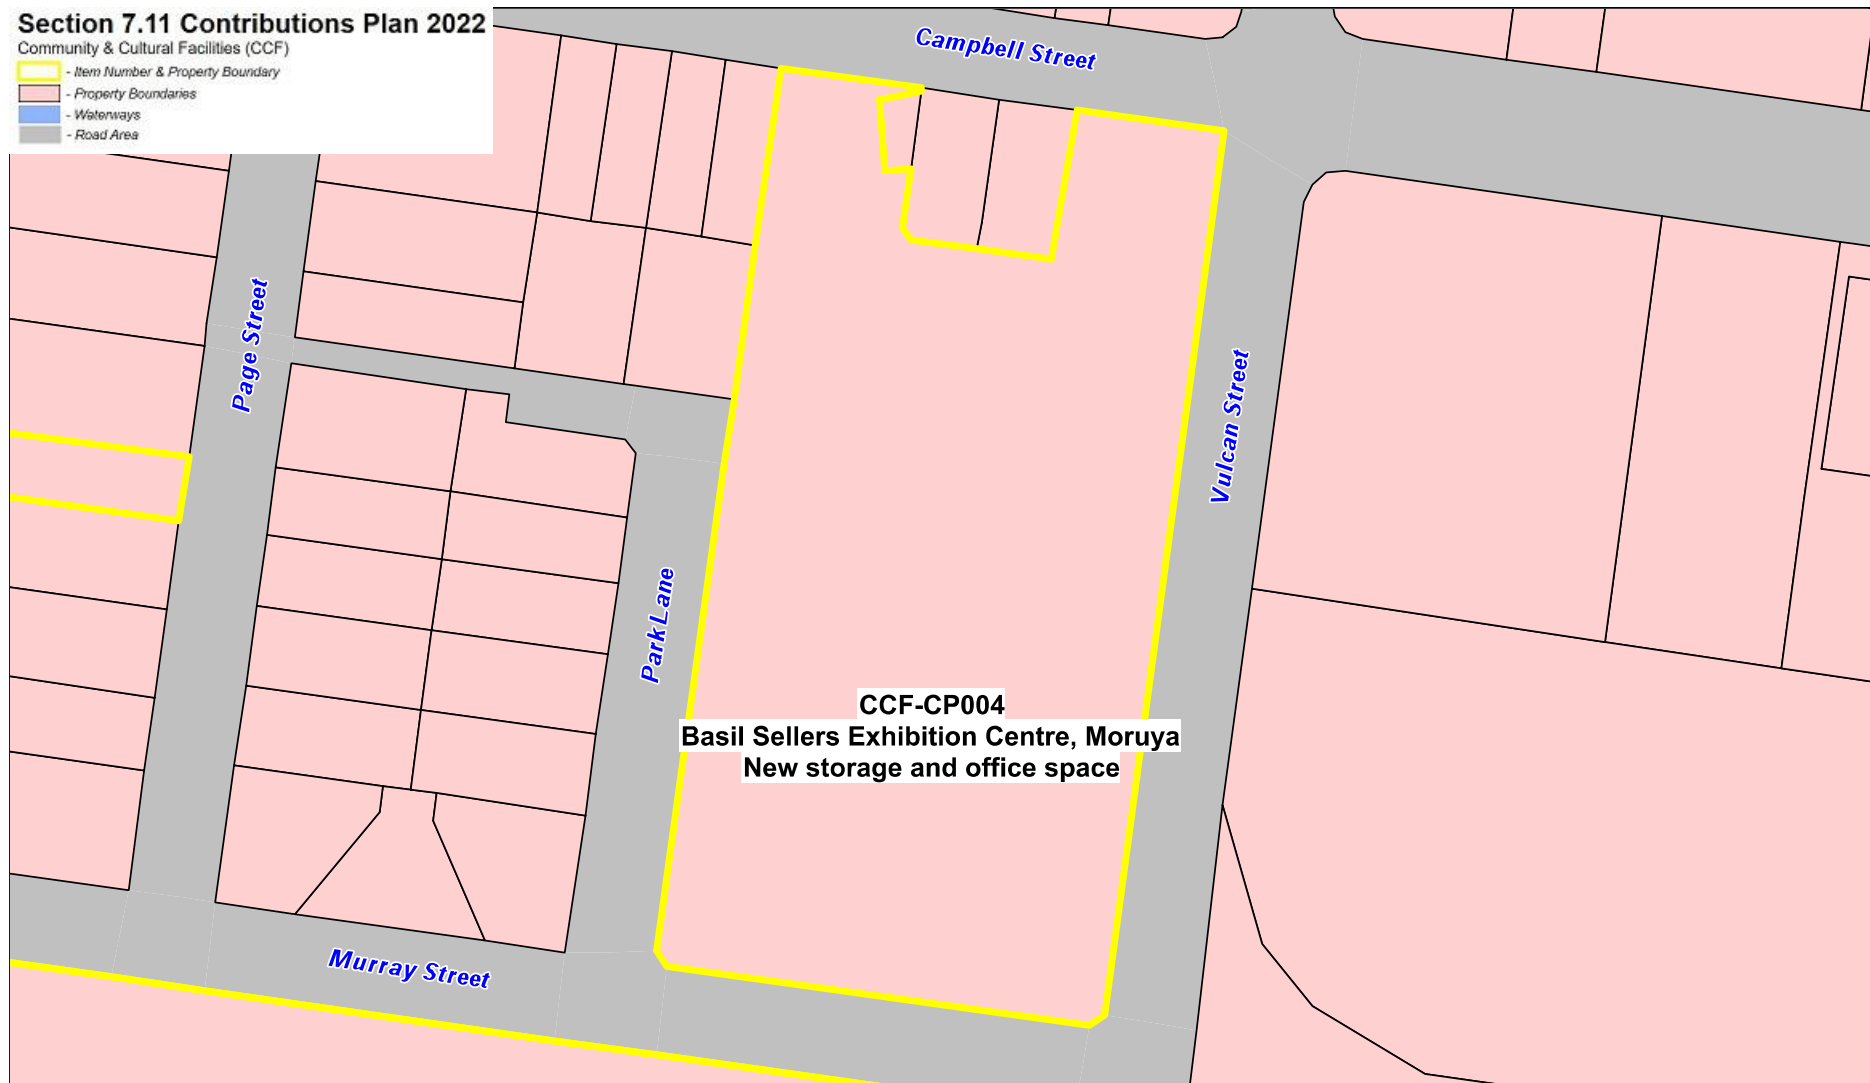 Section 7.11 Contributions Plan 2022
Community & Cultural Facilities (CCF)
- Item Number & Property Boundary
- Property Boundaries
- Waterways
- Road Area
Campbell Street
Page Street
Vulcan Street
Park Lane
CCF-CP004
Basil Sellers Exhibition Centre, Moruya
New storage and office space
Murray Street